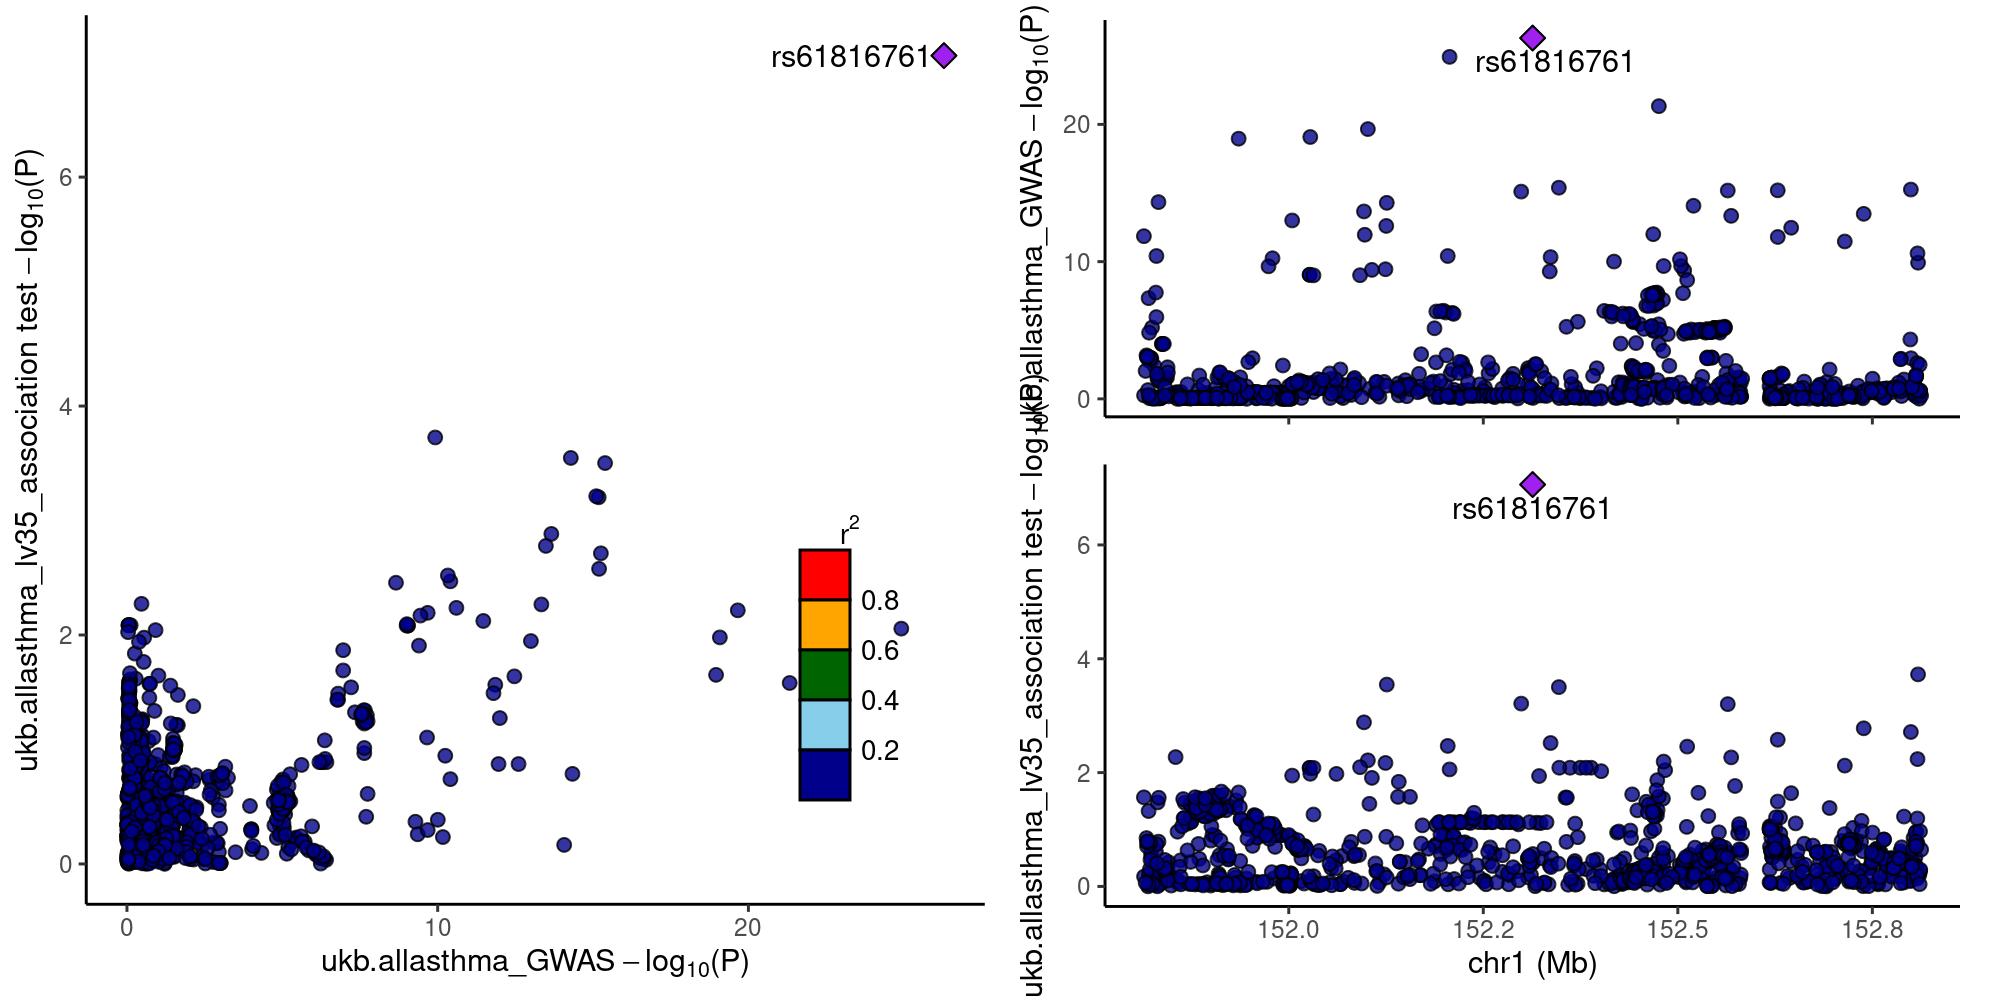 ukb.allasthma_lv35_association test −log10(P)
6
4
2
0
0
10
20
ukb.allasthma_GWAS −log10(P)
rs61816761
r2
0.8
0.6
0.4
0.2
ukb.allasthma_GWAS −log10(P)
20
10
0
rs61816761
ukb.allasthma_lv35_association test −log10(P)
6
4
2
0
rs61816761
152.0
152.2
152.5
152.8
chr1 (Mb)